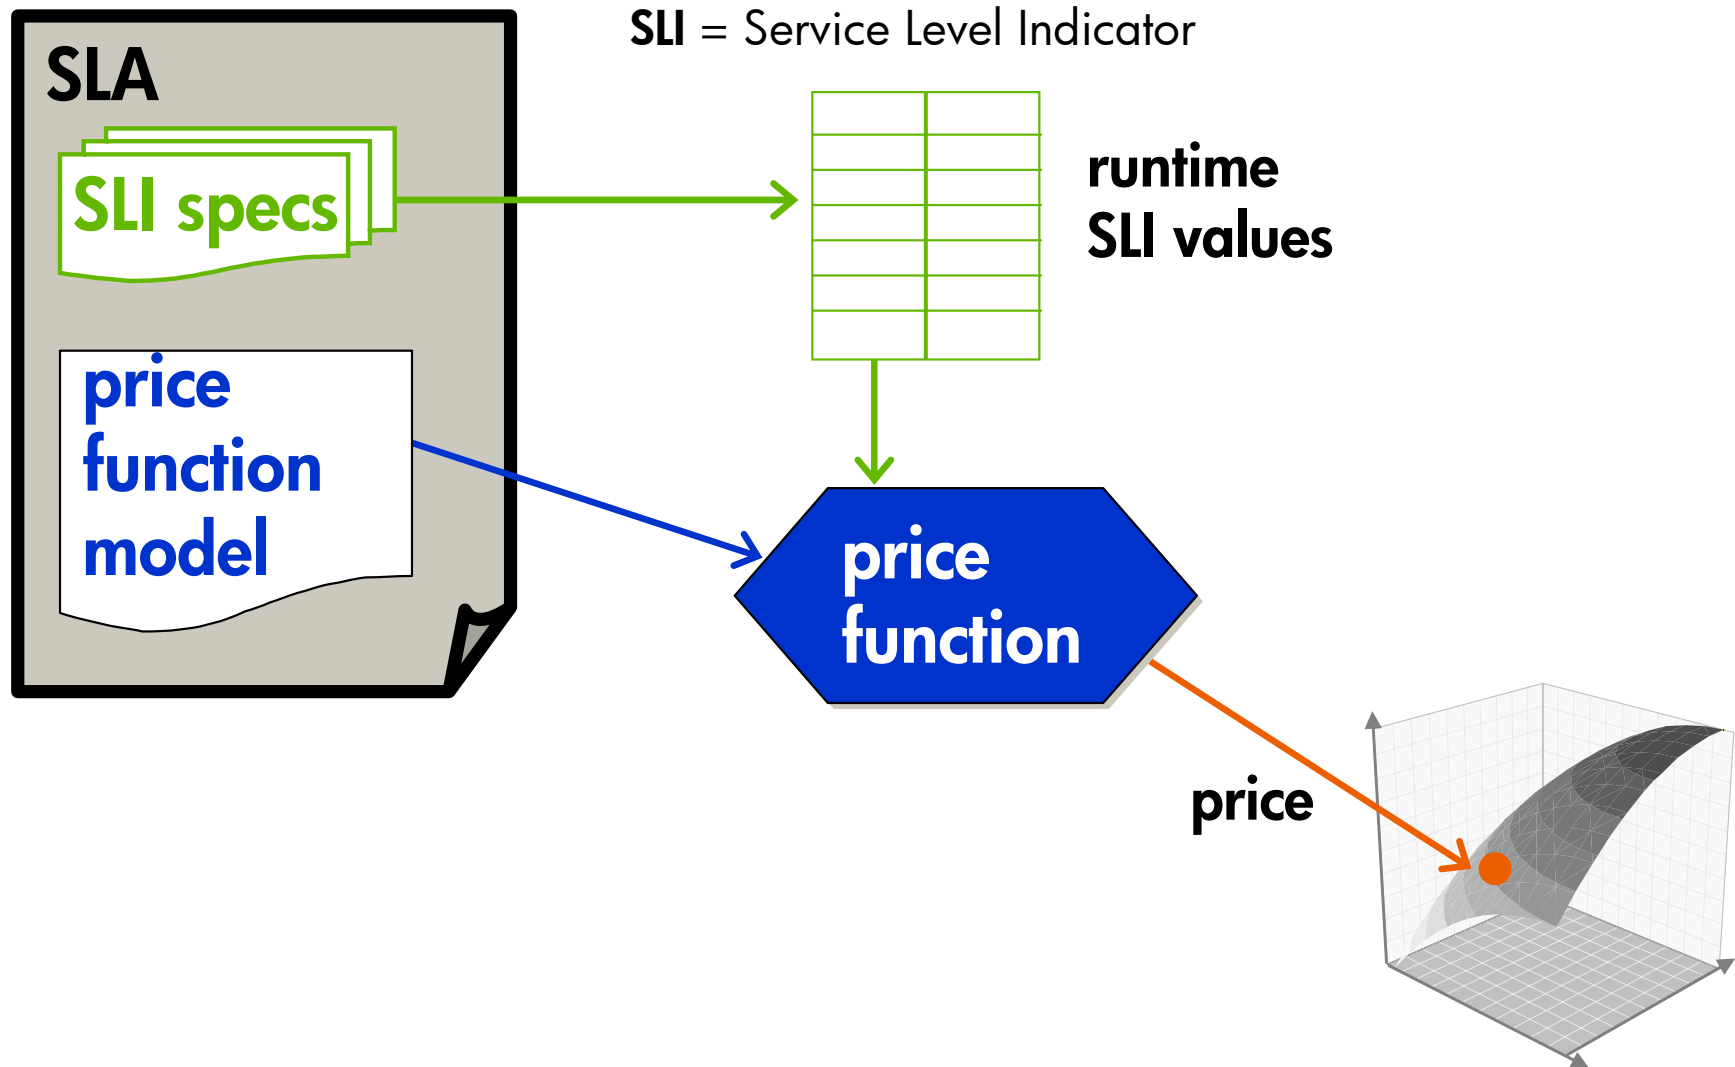 SLI = Service Level Indicator
SLA
SLI specs
runtime
SLI values
price
function
model
price
function
price